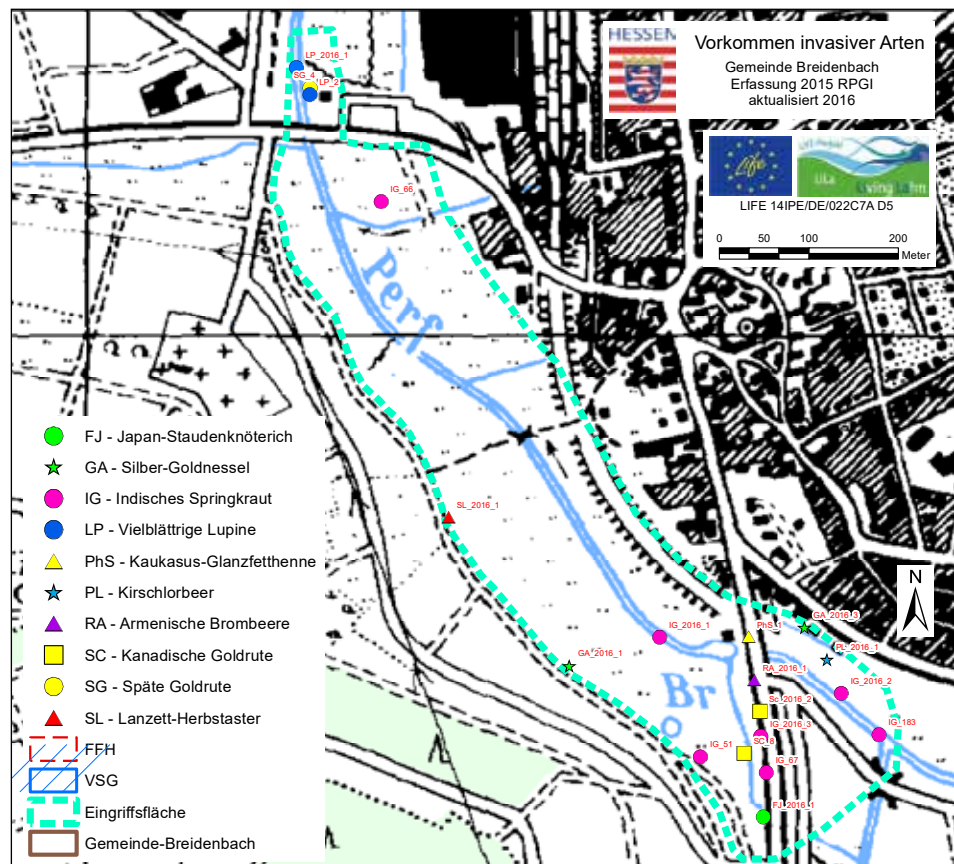 HESSEN
Vorkommen invasiver Arten
Gemeinde Breidenbach
Erfassung 2015 RPGI
aktualisiert 2016
Life
LiLa Living Lahn
LIFE 14IPE/DE/022C7A D5
0 50 100 200
Meter
LP_2016_1
SG_4
LP_2
IG_66
Perf
SL_2016_1
N
GA_2016_3
PhS_1
IG_2016_1
PL_2016_1
GA_2016_1
RA_2016_1
IG_2016_2
Br
Sc_2016_2
IG_2016_3
IG_183
SC_8
IG_51
IG_67
FJ_2016_1
FJ - Japan-Staudenknöterich
GA - Silber-Goldnessel
IG - Indisches Springkraut
LP - Vielblättrige Lupine
PhS - Kaukasus-Glanzfetthenne
PL - Kirschlorbeer
RA - Armenische Brombeere
SC - Kanadische Goldrute
SG - Späte Goldrute
SL - Lanzett-Herbstaster
FFH
VSG
Eingriffsfläche
Gemeinde-Breidenbach